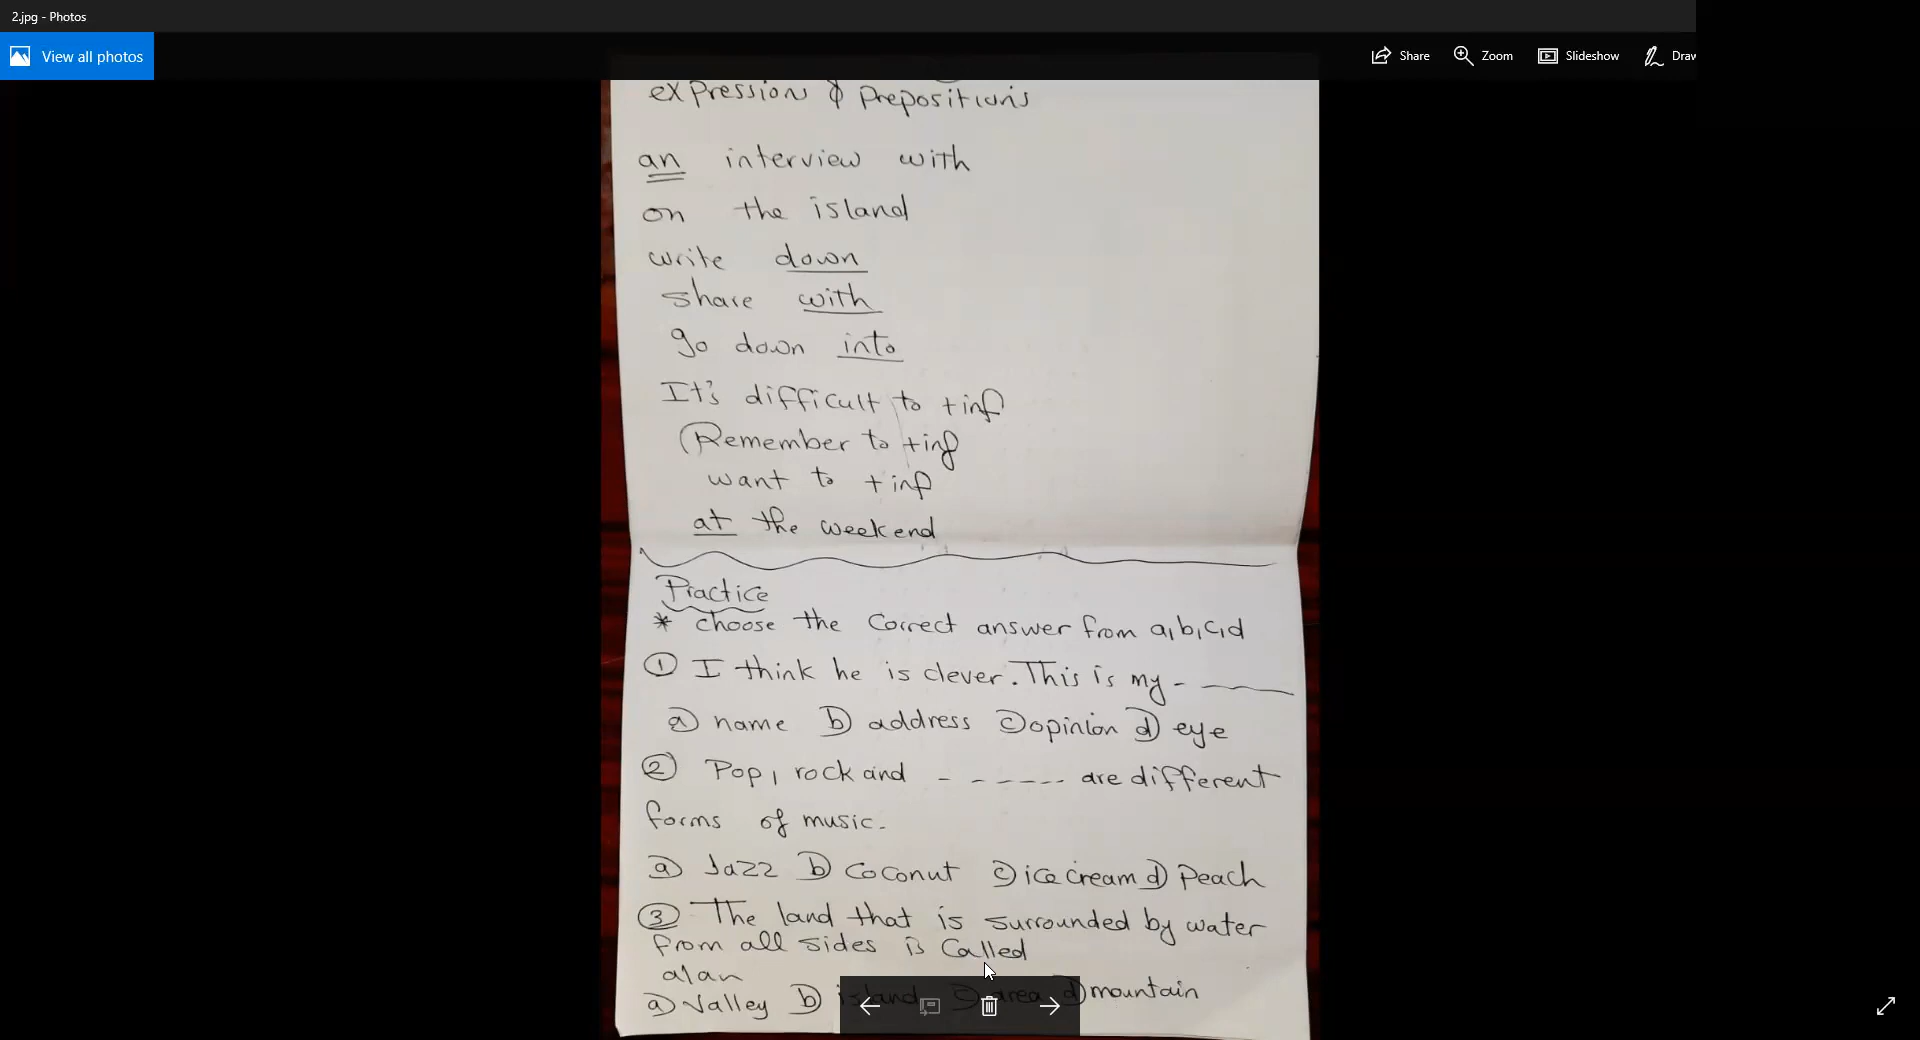 2.jpg - Photos
View all photos
Share
Zoom
Slideshow
Draw
expressions & prepositions
an interview with
on the island
write down
share with
go down into
It's difficult to +inf
Remember to +inf
want to +inf
at the weekend
Practice
* choose the correct answer from a,b,c,d
① I think he is clever. This is my - ———
a) name b) address c) opinion d) eye
② Pop, rock and - - - - - - - are different
forms of music.
a) Jazz b) coconut c) ice cream d) Peach
③ The land that is surrounded by water
from all sides is called
a/an
a) valley b) island c) area d) mountain